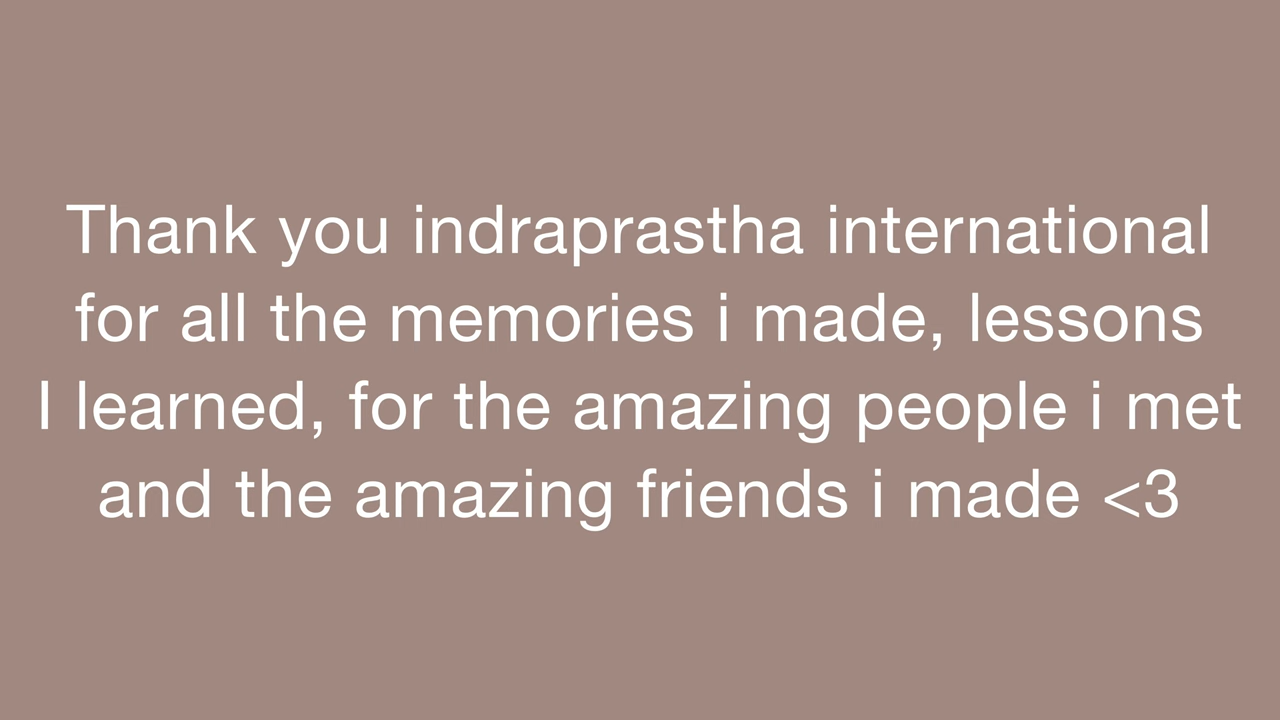 Thank you indraprastha international
for all the memories i made, lessons
I learned, for the amazing people i met
and the amazing friends i made <3